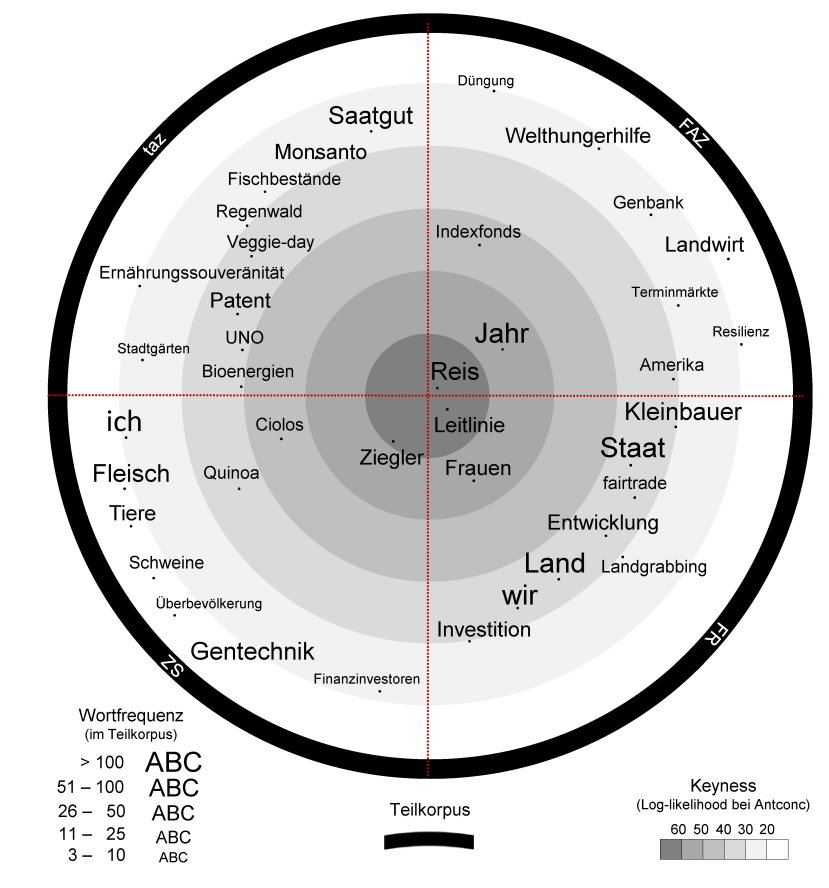 Düngung
Saatgut
FAZ
taz
Welthungerhilfe
Monsanto
Fischbestände
Genbank
Regenwald
Indexfonds
Veggie-day
Landwirt
Ernährungssouveränität
Terminmärkte
Patent
Jahr
Resilienz
UNO
Stadtgärten
Amerika
Bioenergien
Reis
Kleinbauer
ich
Ciolos
Leitlinie
Staat
Ziegler
Frauen
Fleisch
Quinoa
fairtrade
Tiere
Entwicklung
Schweine
Land
Landgrabbing
wir
Überbevölkerung
Investition
FR
Gentechnik
SZ
Finanzinvestoren
Wortfrequenz
(im Teilkorpus)
> 100 ABC
51 – 100 ABC
26 – 50 ABC
11 – 25 ABC
3 – 10 ABC
Teilkorpus
Keyness
(Log-likelihood bei Antconc)
60 50 40 30 20